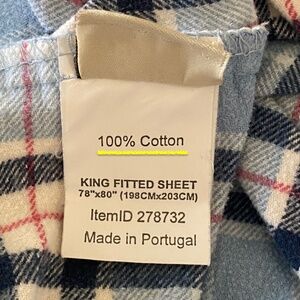 100% Cotton
KING FITTED SHEET
78"x80" (198CMx203CM)
ItemID 278732
Made in Portugal